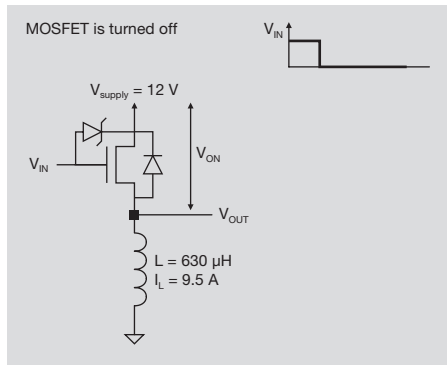 MOSFET is turned off
V_IN
V_supply = 12 V
V_ON
V_IN
V_OUT
L = 630 µH
I_L = 9.5 A